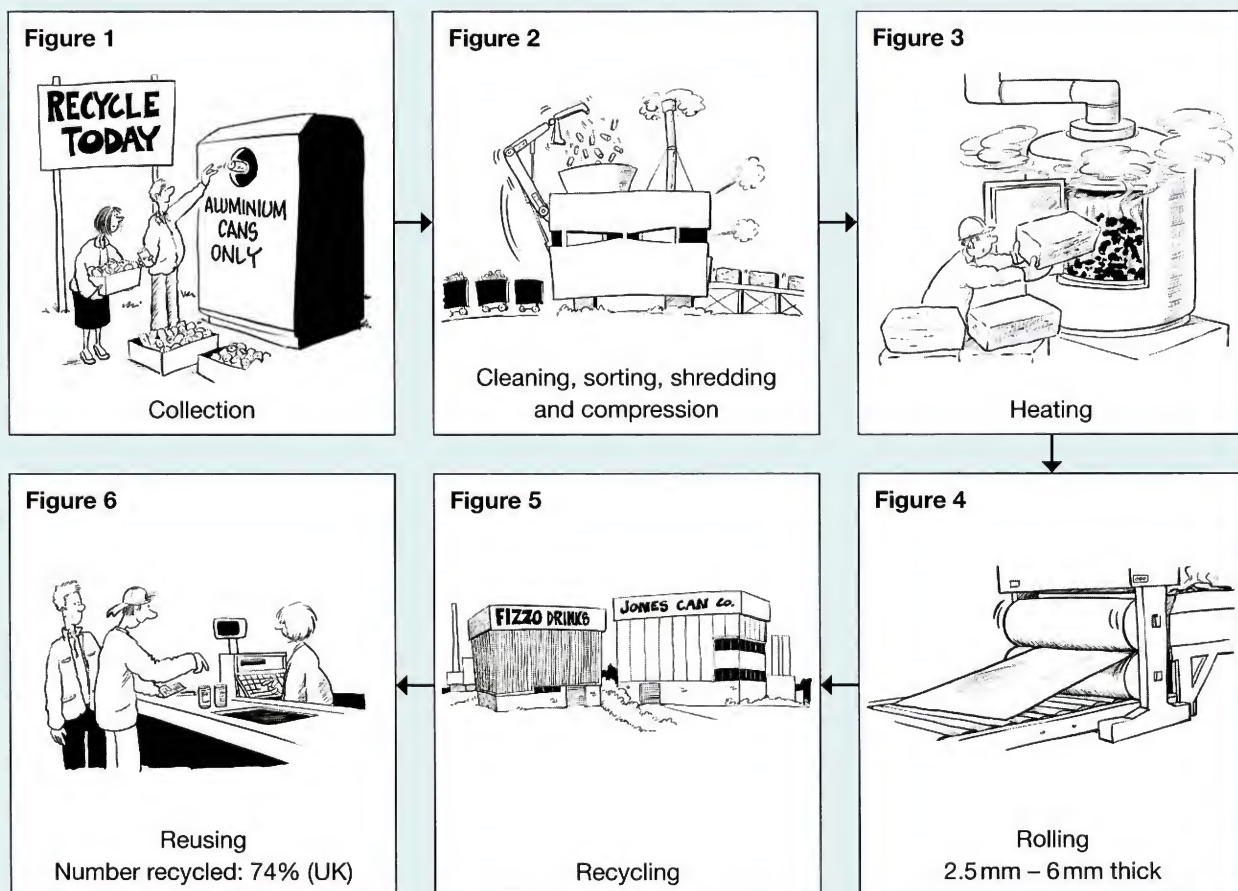 Figure 1
RECYCLE
TODAY
ALUMINIUM
CANS
ONLY
Collection
Figure 2
Cleaning, sorting, shredding
and compression
Figure 3
Heating
Figure 6
Reusing
Number recycled: 74% (UK)
Figure 5
FIZZO DRINKS
JONES CAN Co.
Recycling
Figure 4
Rolling
2.5 mm – 6 mm thick